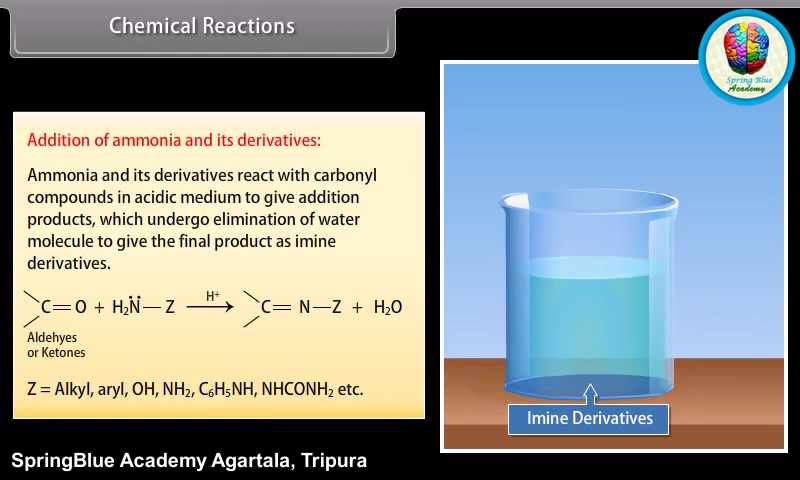 Chemical Reactions
Spring Blue
Academy
Addition of ammonia and its derivatives:
Ammonia and its derivatives react with carbonyl
compounds in acidic medium to give addition
products, which undergo elimination of water
molecule to give the final product as imine
derivatives.
C=O + H₂N̈—Z H⁺⟶ C= N—Z + H₂O
Aldehyes
or Ketones
Z = Alkyl, aryl, OH, NH₂, C₆H₅NH, NHCONH₂ etc.
Imine Derivatives
SpringBlue Academy Agartala, Tripura